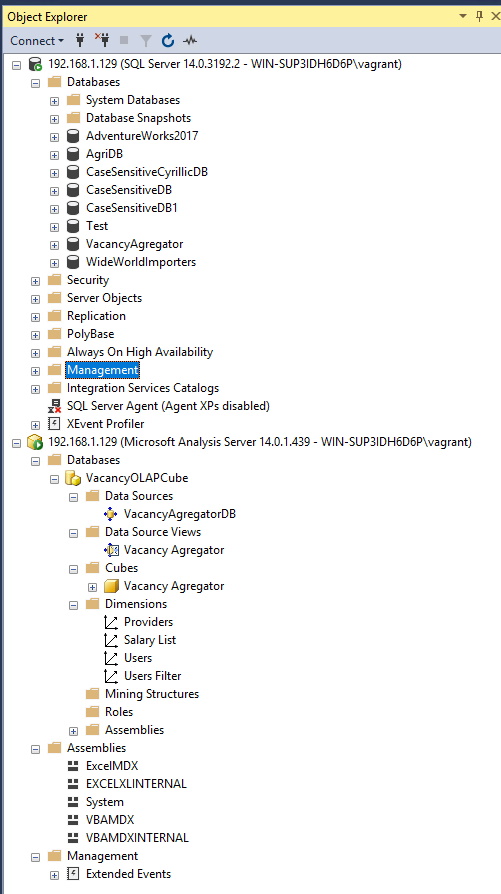 Object Explorer
Connect
192.168.1.129 (SQL Server 14.0.3192.2 - WIN-SUP3IDH6D6P\vagrant)
Databases
System Databases
Database Snapshots
AdventureWorks2017
AgriDB
CaseSensitiveCyrillicDB
CaseSensitiveDB
CaseSensitiveDB1
Test
VacancyAgregator
WideWorldImporters
Security
Server Objects
Replication
PolyBase
Always On High Availability
Management
Integration Services Catalogs
SQL Server Agent (Agent XPs disabled)
XEvent Profiler
192.168.1.129 (Microsoft Analysis Server 14.0.1.439 - WIN-SUP3IDH6D6P\vagrant)
Databases
VacancyOLAPCube
Data Sources
VacancyAgregatorDB
Data Source Views
Vacancy Agregator
Cubes
Vacancy Agregator
Dimensions
Providers
Salary List
Users
Users Filter
Mining Structures
Roles
Assemblies
Assemblies
ExcelMDX
EXCELXLINTERNAL
System
VBAMDX
VBAMDXINTERNAL
Management
Extended Events